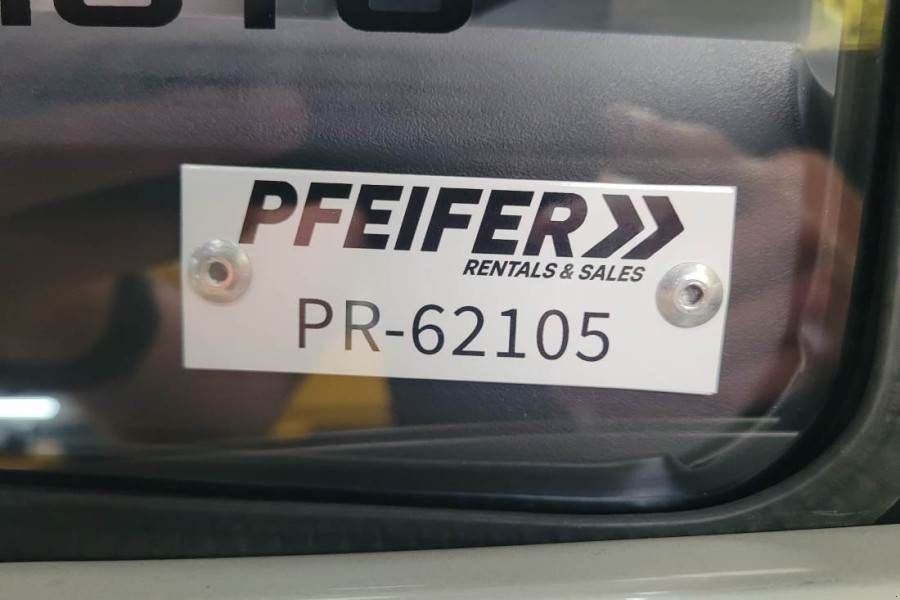 PFEIFER
RENTALS & SALES
PR-62105